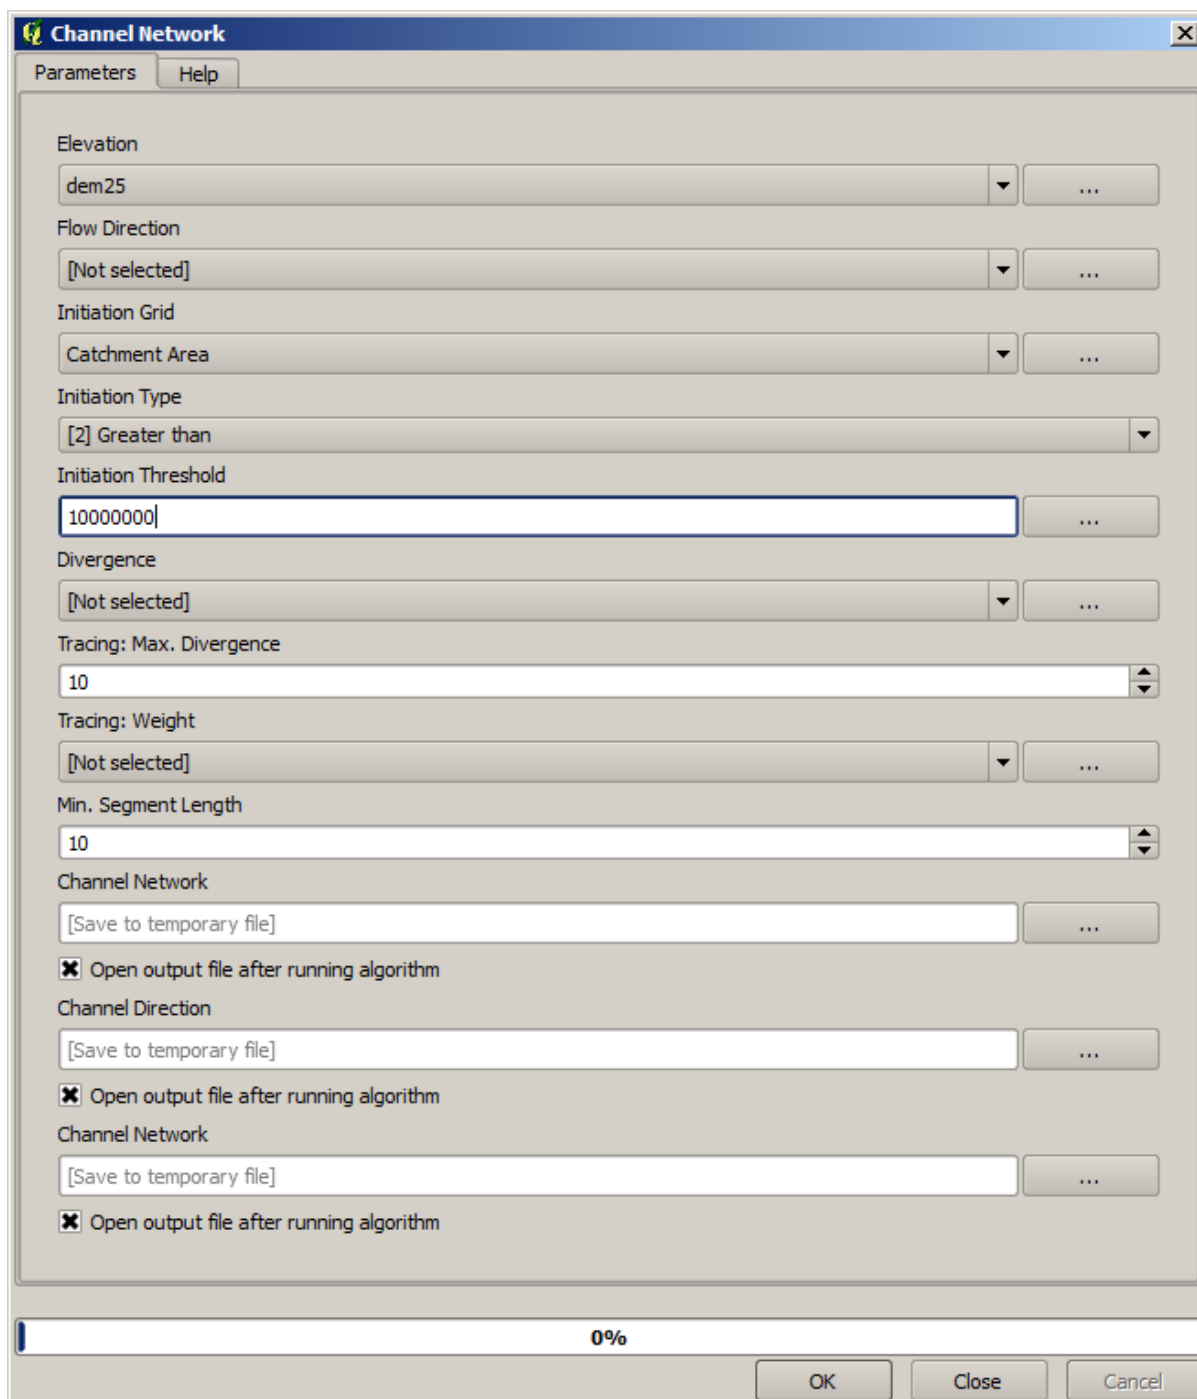 Channel Network
Parameters Help
Elevation
dem25 ...
Flow Direction
[Not selected] ...
Initiation Grid
Catchment Area ...
Initiation Type
[2] Greater than
Initiation Threshold
10000000 ...
Divergence
[Not selected] ...
Tracing: Max. Divergence
10
Tracing: Weight
[Not selected] ...
Min. Segment Length
10
Channel Network
[Save to temporary file] ...
Open output file after running algorithm
Channel Direction
[Save to temporary file] ...
Open output file after running algorithm
Channel Network
[Save to temporary file] ...
Open output file after running algorithm
0%
OK Close Cancel